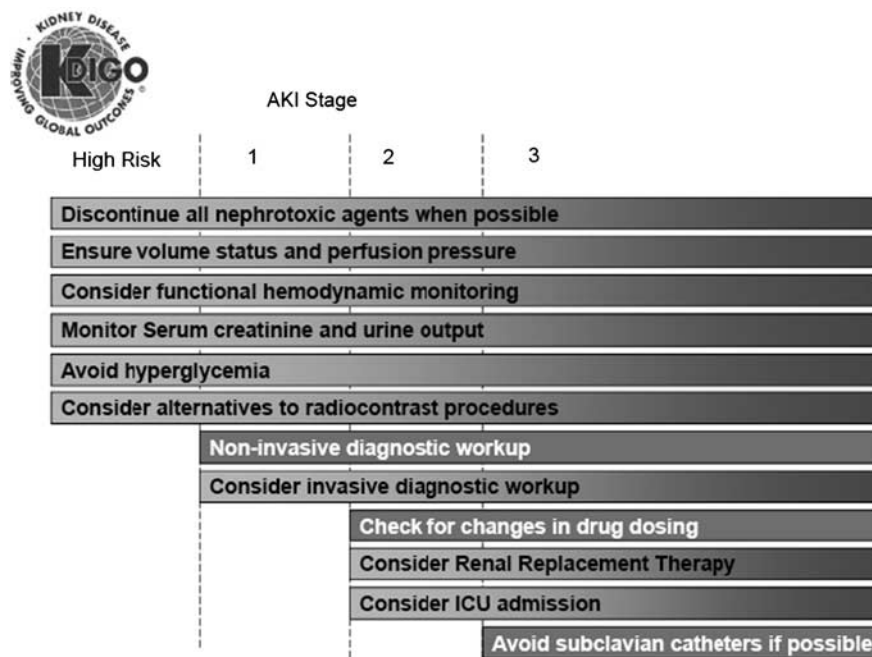 KIDNEY DISEASE
KDIGO
®
IMPROVING GLOBAL OUTCOMES
AKI Stage
High Risk 1 2 3
Discontinue all nephrotoxic agents when possible
Ensure volume status and perfusion pressure
Consider functional hemodynamic monitoring
Monitor Serum creatinine and urine output
Avoid hyperglycemia
Consider alternatives to radiocontrast procedures
Non-invasive diagnostic workup
Consider invasive diagnostic workup
Check for changes in drug dosing
Consider Renal Replacement Therapy
Consider ICU admission
Avoid subclavian catheters if possible